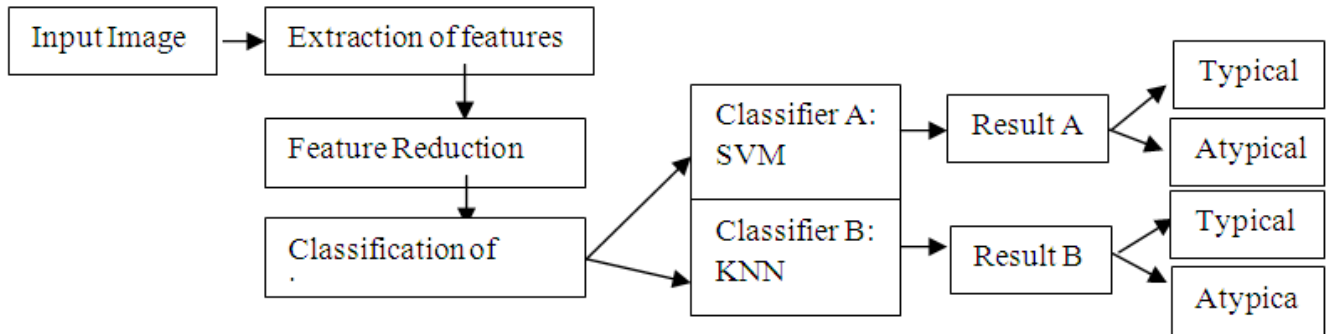 Input Image
Extraction of features
Feature Reduction
Classification of
Classifier A:
SVM
Classifier B:
KNN
Result A
Typical
Atypical
Result B
Typical
Atypica